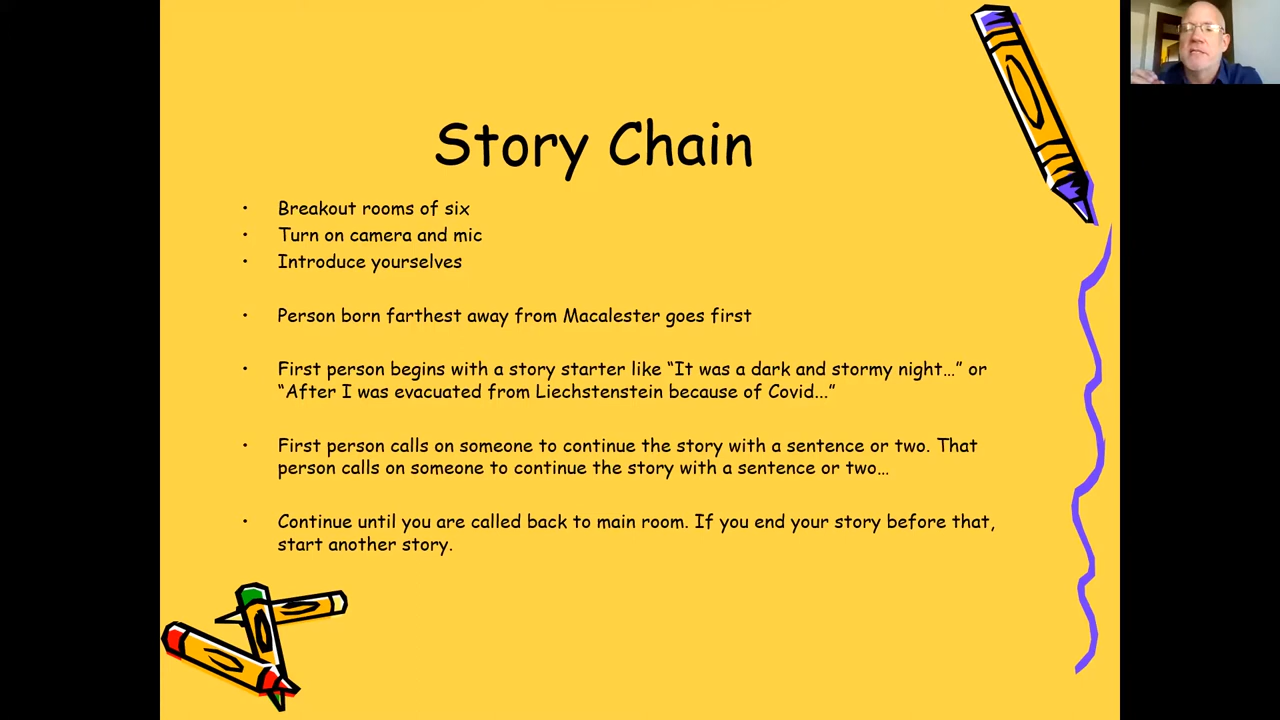 Story Chain
• Breakout rooms of six
• Turn on camera and mic
• Introduce yourselves
• Person born farthest away from Macalester goes first
• First person begins with a story starter like “It was a dark and stormy night…” or
“After I was evacuated from Liechstenstein because of Covid...”
• First person calls on someone to continue the story with a sentence or two. That
person calls on someone to continue the story with a sentence or two…
• Continue until you are called back to main room. If you end your story before that,
start another story.